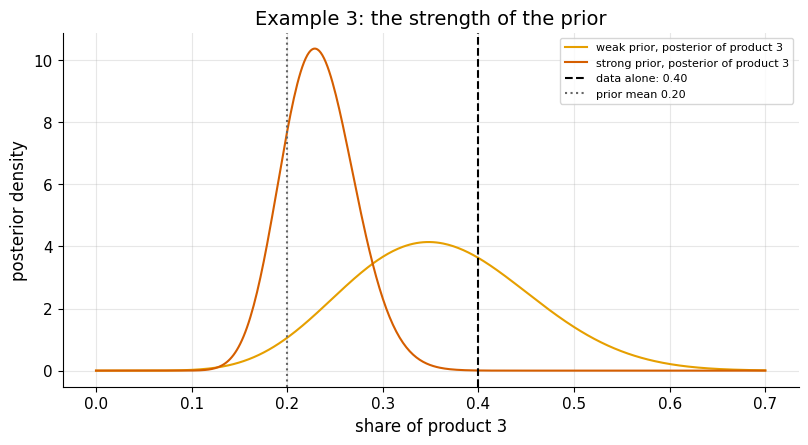 Example 3: the strength of the prior
weak prior, posterior of product 3
strong prior, posterior of product 3
data alone: 0.40
prior mean 0.20
posterior density
10
8
6
4
2
0
0.0 0.1 0.2 0.3 0.4 0.5 0.6 0.7
share of product 3